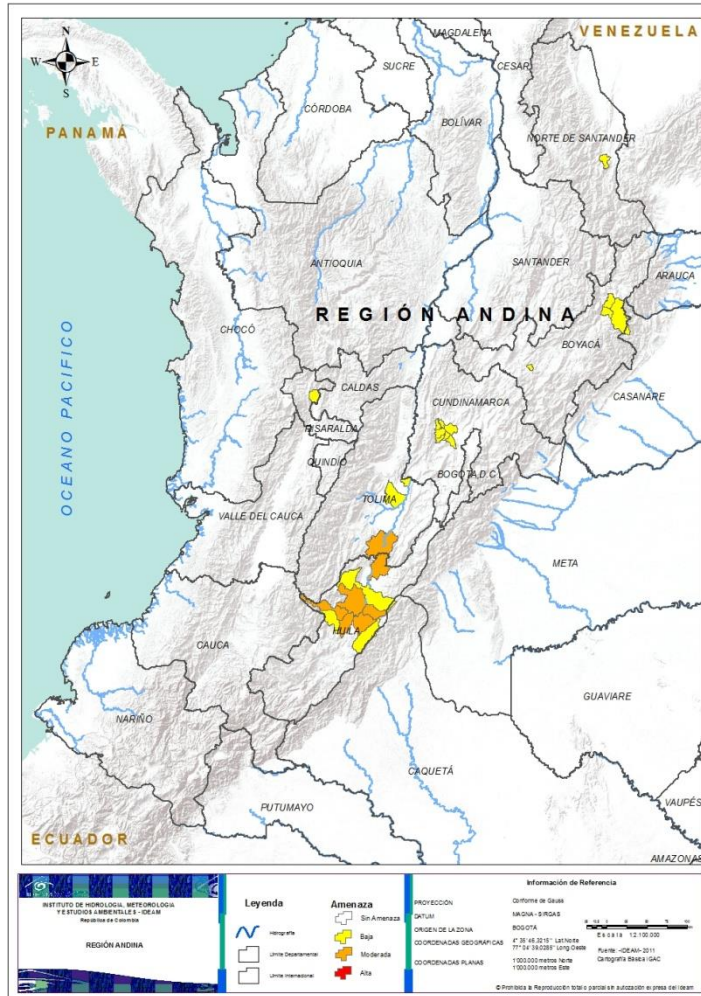 N
W E
S
PANAMÁ
VENEZUELA
MAGDALENA
SUCRE
CESAR
CÓRDOBA
BOLÍVAR
NORTE DE SANTANDER
ANTIOQUIA
SANTANDER
ARAUCA
REGIÓN ANDINA
CHOCÓ
BOYACÁ
OCEANO PACIFICO
CALDAS
CUNDINAMARCA
CASANARE
RISARALDA
QUINDÍO
BOGOTA D.C.
TOLIMA
VALLE DEL CAUCA
META
HUILA
CAUCA
GUAVIARE
NARIÑO
CAQUETÁ
VAUPÉS
PUTUMAYO
ECUADOR
AMAZONAS
INSTITUTO DE HIDROLOGIA, METEOROLOGIA
Y ESTUDIOS AMBIENTALES - IDEAM
República de Colombia
REGIÓN ANDINA
Leyenda
Hidrografía
Límite Departamental
Límite Internacional
Amenaza
Sin Amenaza
Baja
Moderada
Alta
Información de Referencia
PROYECCIÓN Conforme de Gauss
DATUM MAGNA - SIRGAS
ORIGEN DE LA ZONA BOGOTÁ
COORDENADAS GEOGRÁFICAS
COORDENADAS PLANAS 1'000.000 metros Norte
1'000.000 metros Este
Escala 1:2.100.000
Fuente: -IDEAM- 2011
Cartografía Básica IGAC
© Prohibida la Reproducción total o parcial sin autorización expresa del Ideam